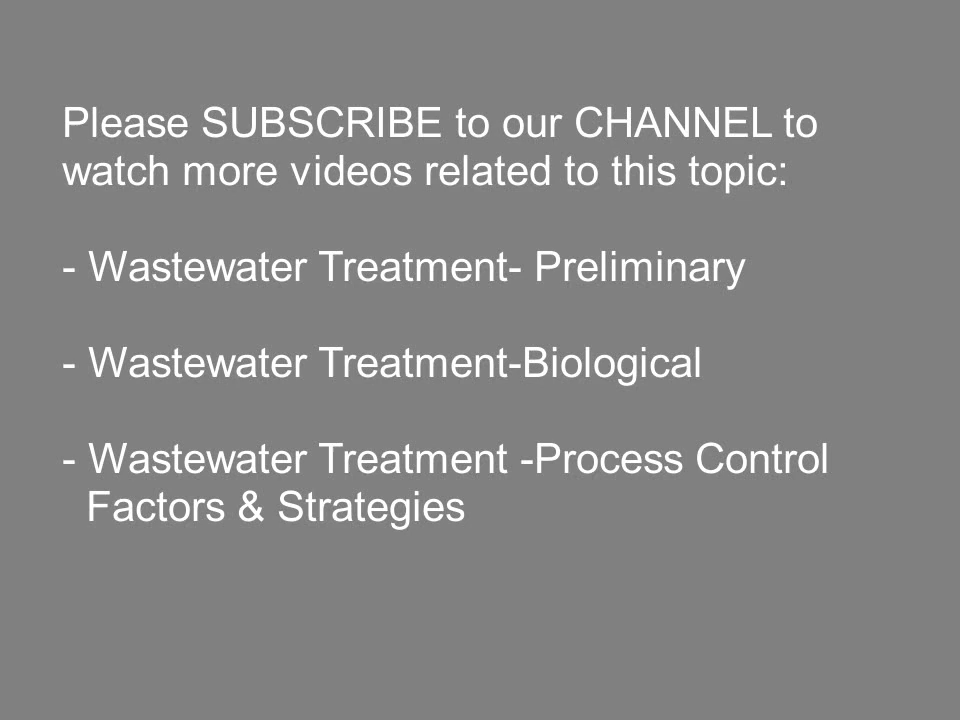 Please SUBSCRIBE to our CHANNEL to
watch more videos related to this topic:
- Wastewater Treatment- Preliminary
- Wastewater Treatment-Biological
- Wastewater Treatment -Process Control
Factors & Strategies